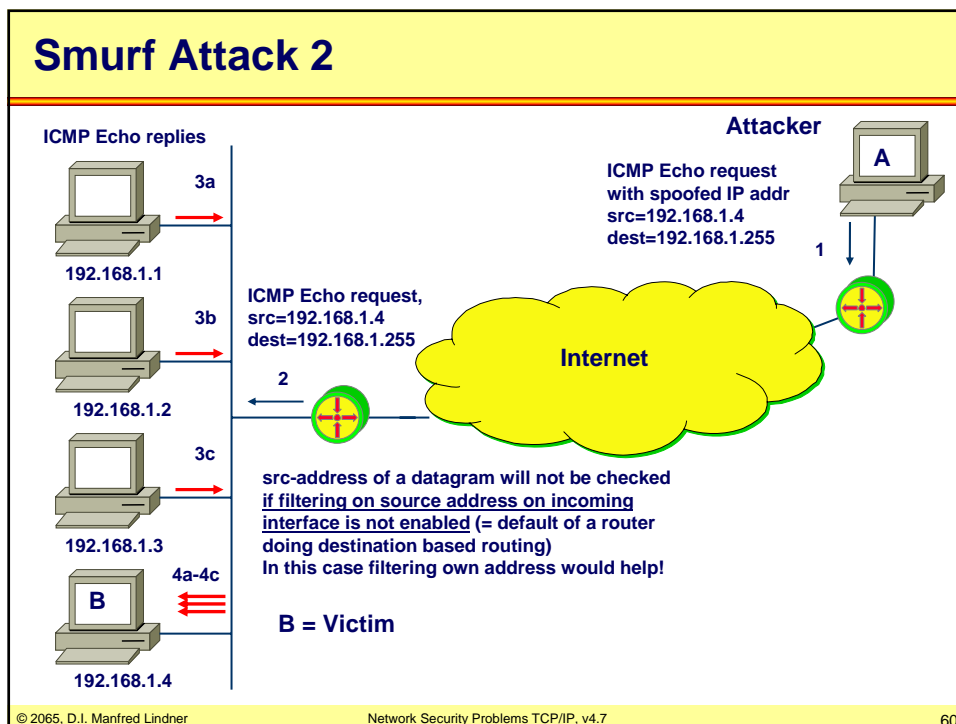 Smurf Attack 2
ICMP Echo replies
3a
192.168.1.1
3b
192.168.1.2
3c
192.168.1.3
4a-4c
B
192.168.1.4
ICMP Echo request,
src=192.168.1.4
dest=192.168.1.255
2
Internet
Attacker
A
ICMP Echo request
with spoofed IP addr
src=192.168.1.4
dest=192.168.1.255
1
src-address of a datagram will not be checked
if filtering on source address on incoming
interface is not enabled (= default of a router
doing destination based routing)
In this case filtering own address would help!
B = Victim
© 2065, D.I. Manfred Lindner
Network Security Problems TCP/IP, v4.7
60